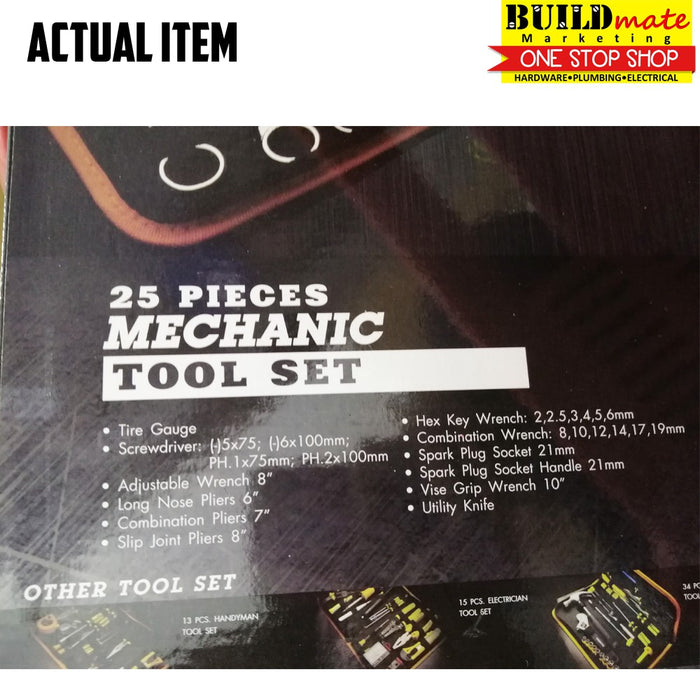 ACTUAL ITEM
BUILDmate
Marketing
ONE STOP SHOP
HARDWARE•PLUMBING•ELECTRICAL
25 PIECES
MECHANIC
TOOL SET
• Tire Gauge
• Screwdriver: (-)5x75; (-)6x100mm;
PH.1x75mm; PH.2x100mm
• Adjustable Wrench 8”
• Long Nose Pliers 6”
• Combination Pliers 7”
• Slip Joint Pliers 8”
• Hex Key Wrench: 2,2.5,3,4,5,6mm
• Combination Wrench: 8,10,12,14,17,19mm
• Spark Plug Socket 21mm
• Spark Plug Socket Handle 21mm
• Vise Grip Wrench 10”
• Utility Knife
OTHER TOOL SET
13 PCS. HANDYMAN
TOOL SET
15 PCS. ELECTRICIAN
TOOL SET
34